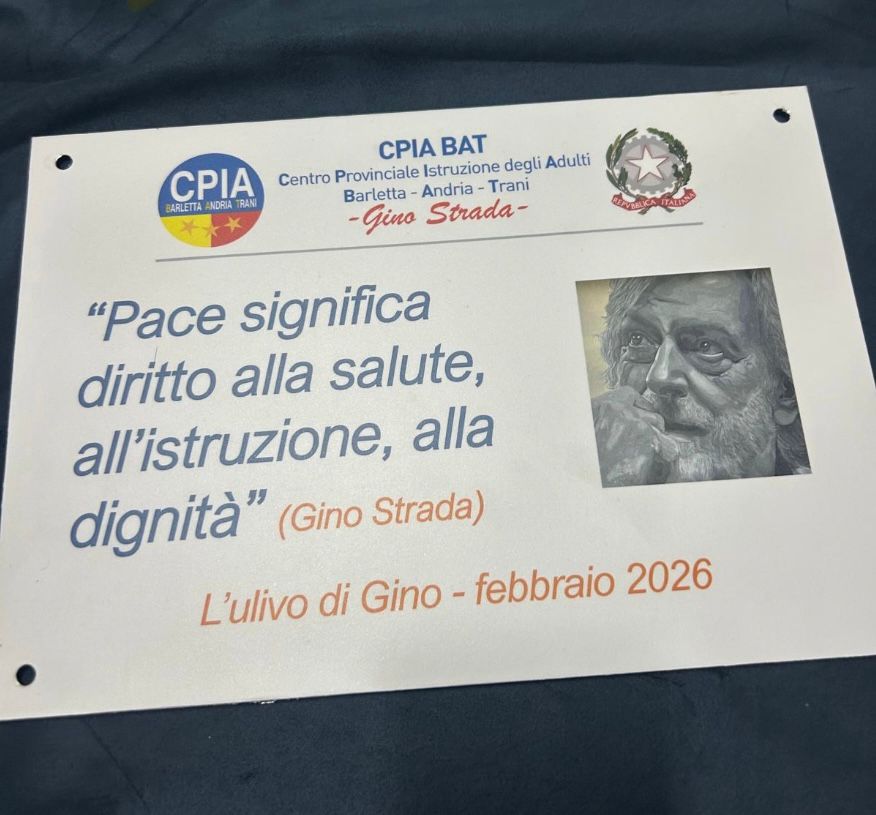 CPIA BAT
Centro Provinciale Istruzione degli Adulti
Barletta - Andria - Trani
-Gino Strada-
CPIA
BARLETTA ANDRIA TRANI
REPVBBLICA ITALIANA
“Pace significa
diritto alla salute,
all’istruzione, alla
dignità” (Gino Strada)
L’ulivo di Gino - febbraio 2026